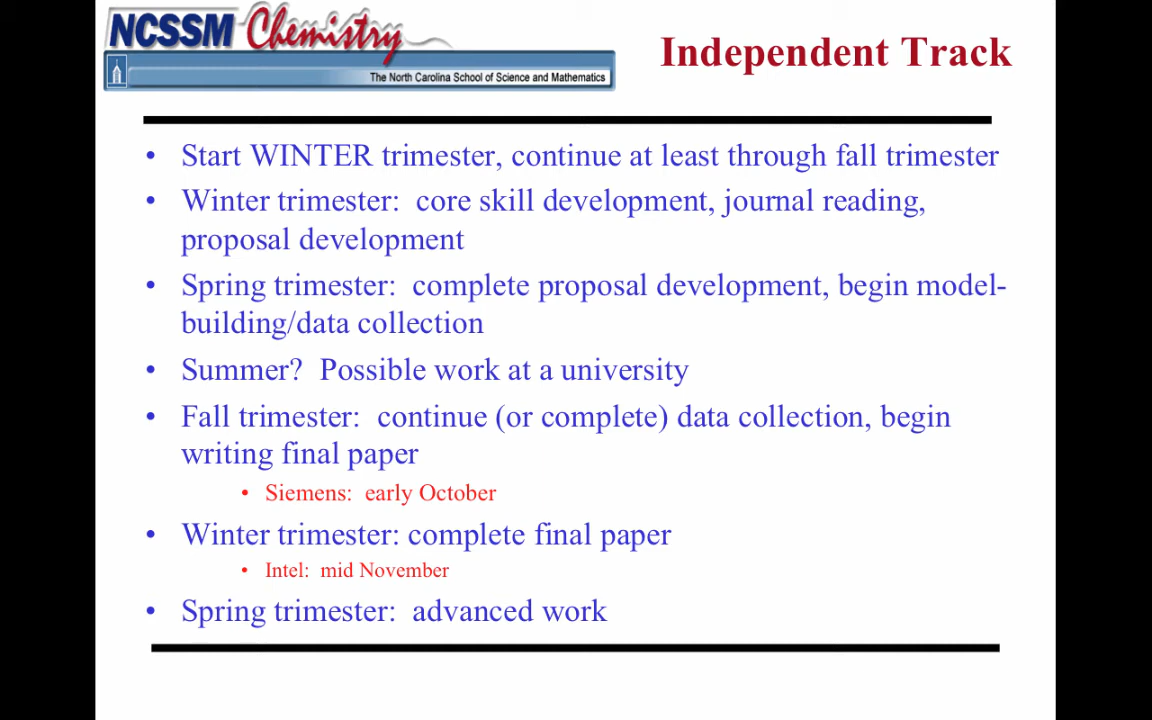 NCSSM Chemistry
The North Carolina School of Science and Mathematics
Independent Track
• Start WINTER trimester, continue at least through fall trimester
• Winter trimester: core skill development, journal reading,
proposal development
• Spring trimester: complete proposal development, begin model-
building/data collection
• Summer? Possible work at a university
• Fall trimester: continue (or complete) data collection, begin
writing final paper
• Siemens: early October
• Winter trimester: complete final paper
• Intel: mid November
• Spring trimester: advanced work